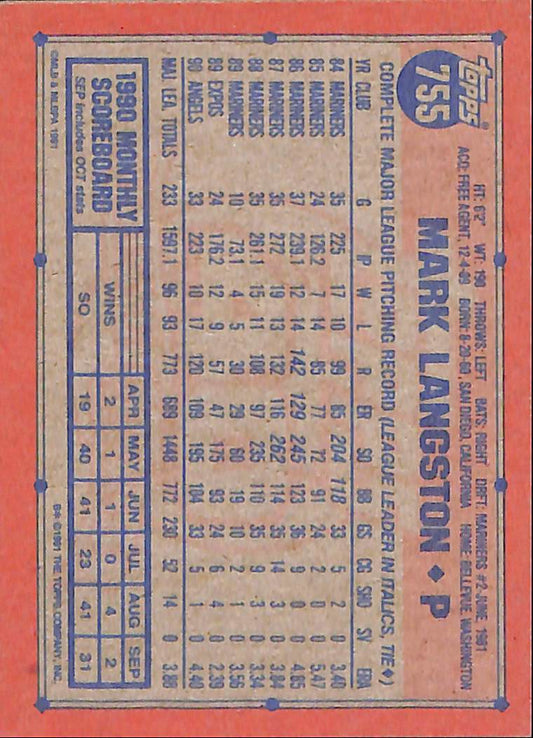 topps®
755
MARK LANGSTON ◆ P
HT: 6'2" WT: 190 THROWS: LEFT BATS: RIGHT DRFT: MARINERS #2-JUNE, 1981
ACQ: FREE AGENT, 12-4-89 BORN: 8-20-60, SAN DIEGO, CALIFORNIA HOME: BELLEVUE, WASHINGTON
COMPLETE MAJOR LEAGUE PITCHING RECORD (LEAGUE LEADER IN ITALICS, TIE◆)
YR CLUB G IP W L R ER SO BB GS CG SHO SV ERA
84 MARINERS 35 225 17 10 99 85 204 118 33 5 2 0 3.40
85 MARINERS 24 126.2 7 14 85 77 72 91 24 2 0 0 5.47
86 MARINERS 37 239.1 12 14 142 129 245 123 36 9 0 0 4.85
87 MARINERS 35 272 19 13 132 116 262 114 35 14 3 0 3.84
88 MARINERS 35 261.1 15 11 108 97 235 110 35 9 3 0 3.34
89 MARINERS 10 73.1 4 5 30 29 60 19 10 2 1 0 3.56
89 EXPOS 24 176.2 12 9 57 47 175 93 24 6 4 0 2.39
90 ANGELS 33 223 10 17 120 109 195 104 33 5 1 0 4.40
MAJ. LEA. TOTALS 233 1597.1 96 93 773 689 1448 772 230 52 14 0 3.88
1990 MONTHLY SCOREBOARD
SEP includes OCT stats
APR MAY JUN JUL AUG SEP
WINS 2 1 1 0 4 2
SO 19 40 41 23 41 31
©MLB & MLBPA 1991
B* ©1991 THE TOPPS COMPANY, INC.